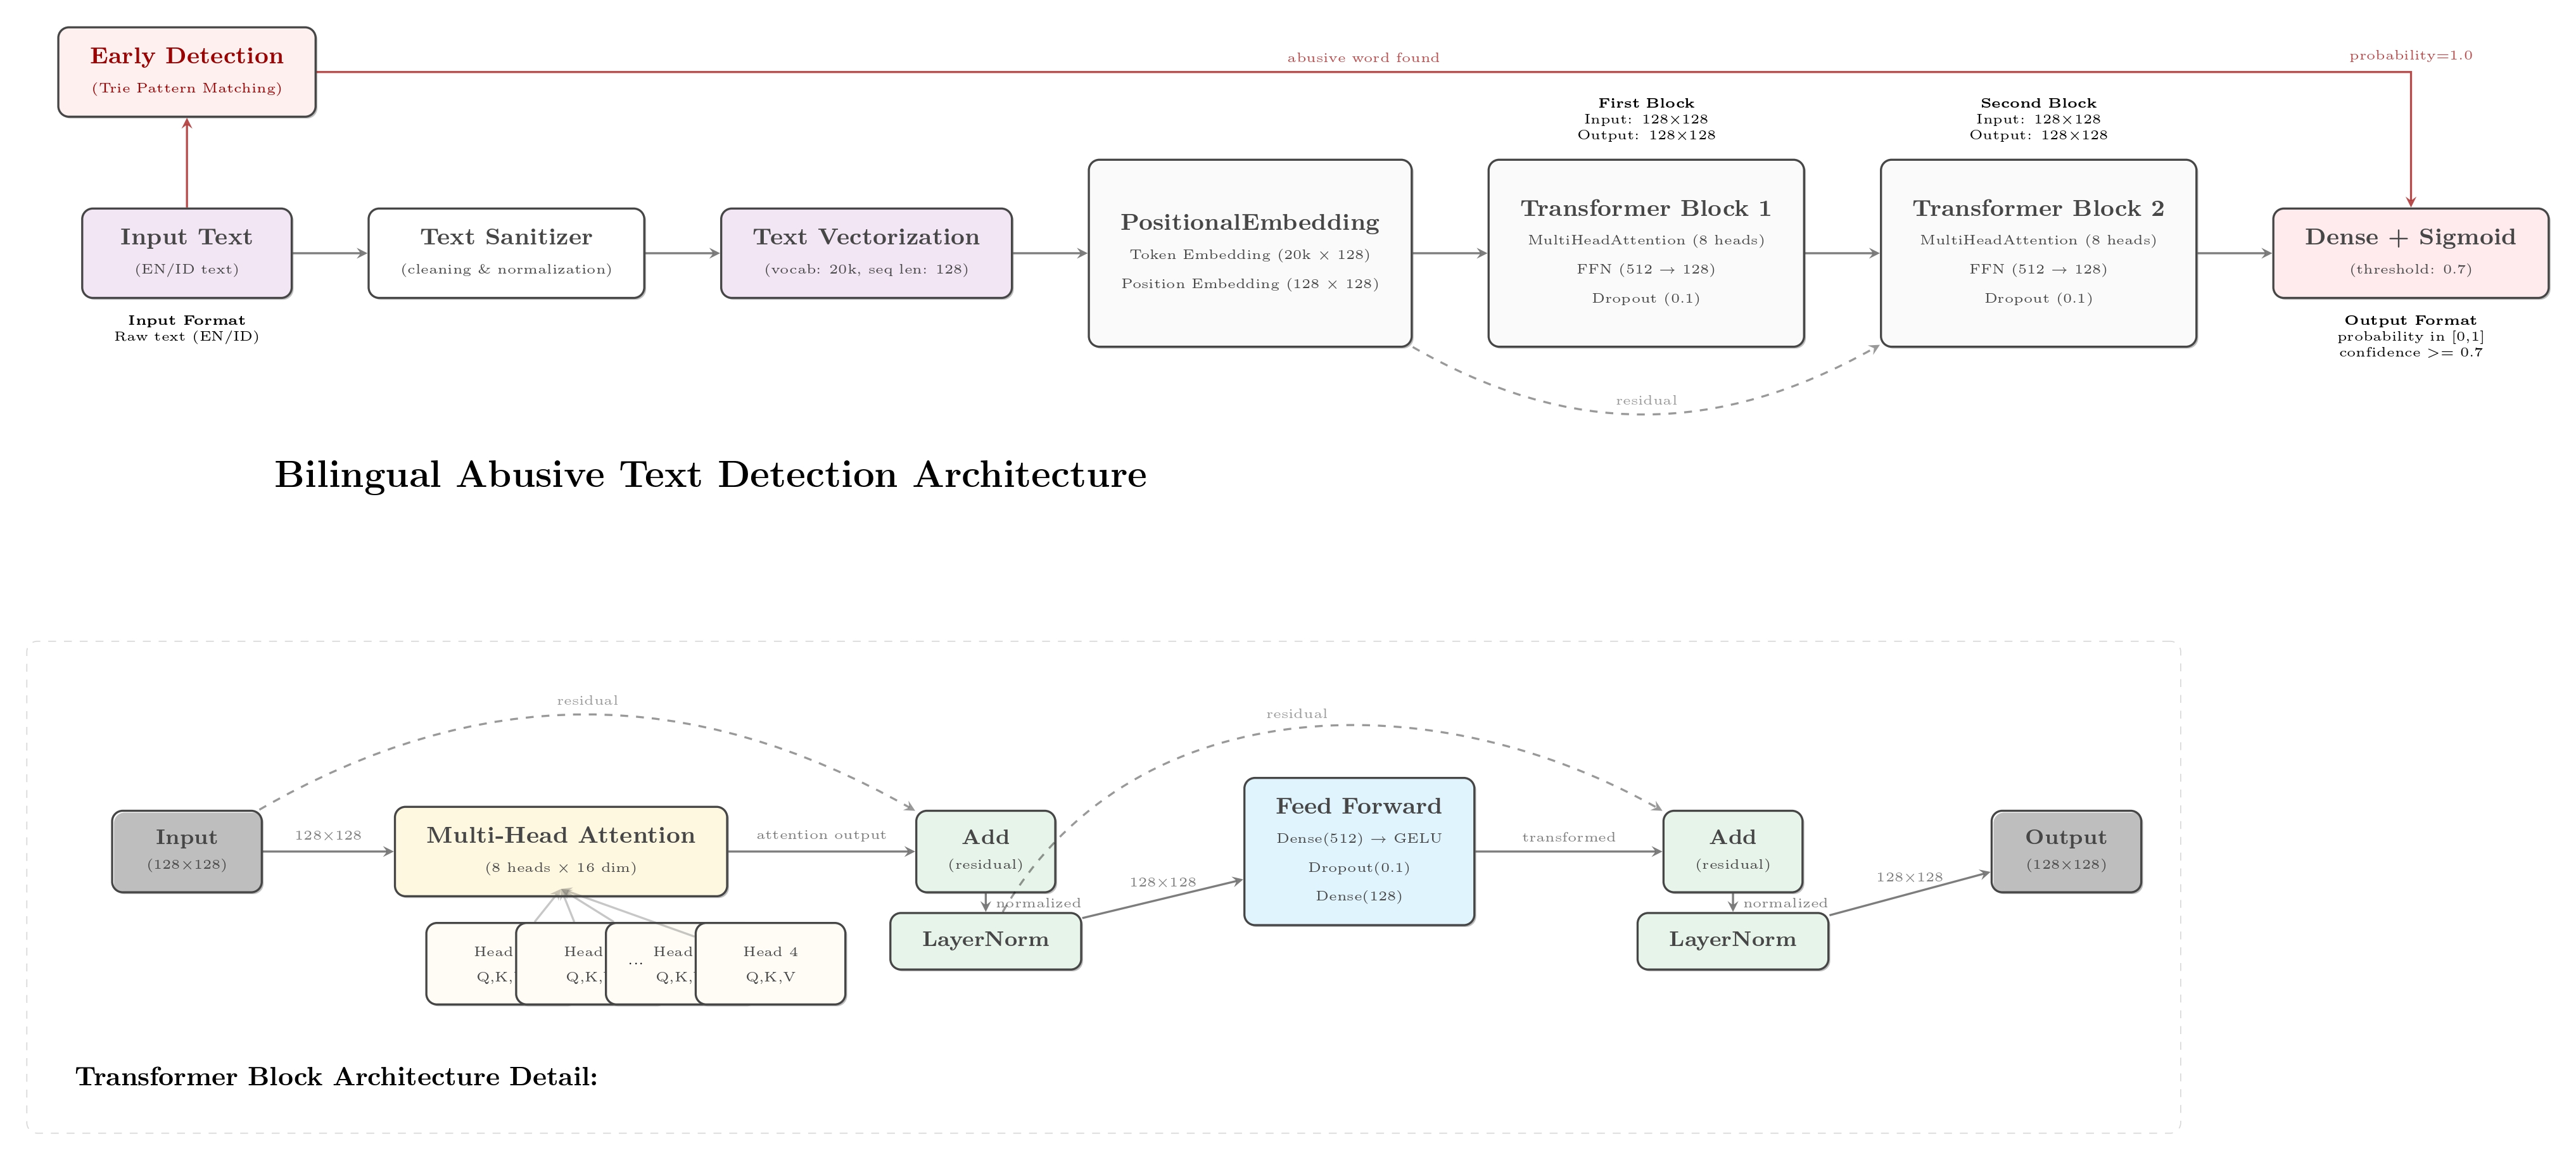 Early Detection
(Trie Pattern Matching)
abusive word found
probability=1.0
First Block
Input: 128×128
Output: 128×128
Second Block
Input: 128×128
Output: 128×128
Input Text
(EN/ID text)
Text Sanitizer
(cleaning & normalization)
Text Vectorization
(vocab: 20k, seq len: 128)
PositionalEmbedding
Token Embedding (20k × 128)
Position Embedding (128 × 128)
Transformer Block 1
MultiHeadAttention (8 heads)
FFN (512 → 128)
Dropout (0.1)
Transformer Block 2
MultiHeadAttention (8 heads)
FFN (512 → 128)
Dropout (0.1)
Dense + Sigmoid
(threshold: 0.7)
Input Format
Raw text (EN/ID)
Output Format
probability in [0,1]
confidence >= 0.7
residual
Bilingual Abusive Text Detection Architecture
residual
residual
Input
(128×128)
128×128
Multi-Head Attention
(8 heads × 16 dim)
attention output
Add
(residual)
normalized
LayerNorm
128×128
Feed Forward
Dense(512) → GELU
Dropout(0.1)
Dense(128)
transformed
Add
(residual)
normalized
LayerNorm
128×128
Output
(128×128)
Head
Q,K,
Head
Q,K,
...
Head
Q,K,
Head 4
Q,K,V
Transformer Block Architecture Detail: